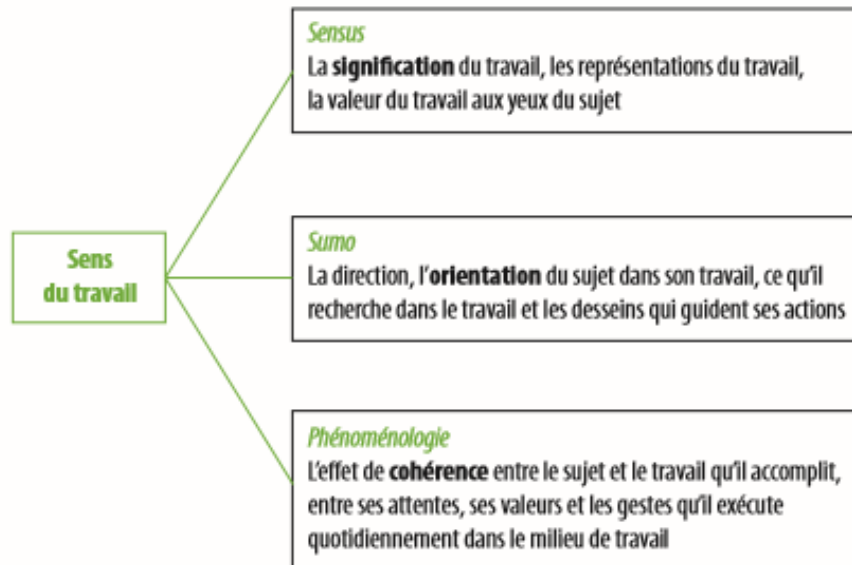 Sensus
La signification du travail, les représentations du travail,
la valeur du travail aux yeux du sujet
Sens
du travail
Sumo
La direction, l'orientation du sujet dans son travail, ce qu'il
recherche dans le travail et les desseins qui guident ses actions
Phénoménologie
L'effet de cohérence entre le sujet et le travail qu'il accomplit,
entre ses attentes, ses valeurs et les gestes qu'il exécute
quotidiennement dans le milieu de travail